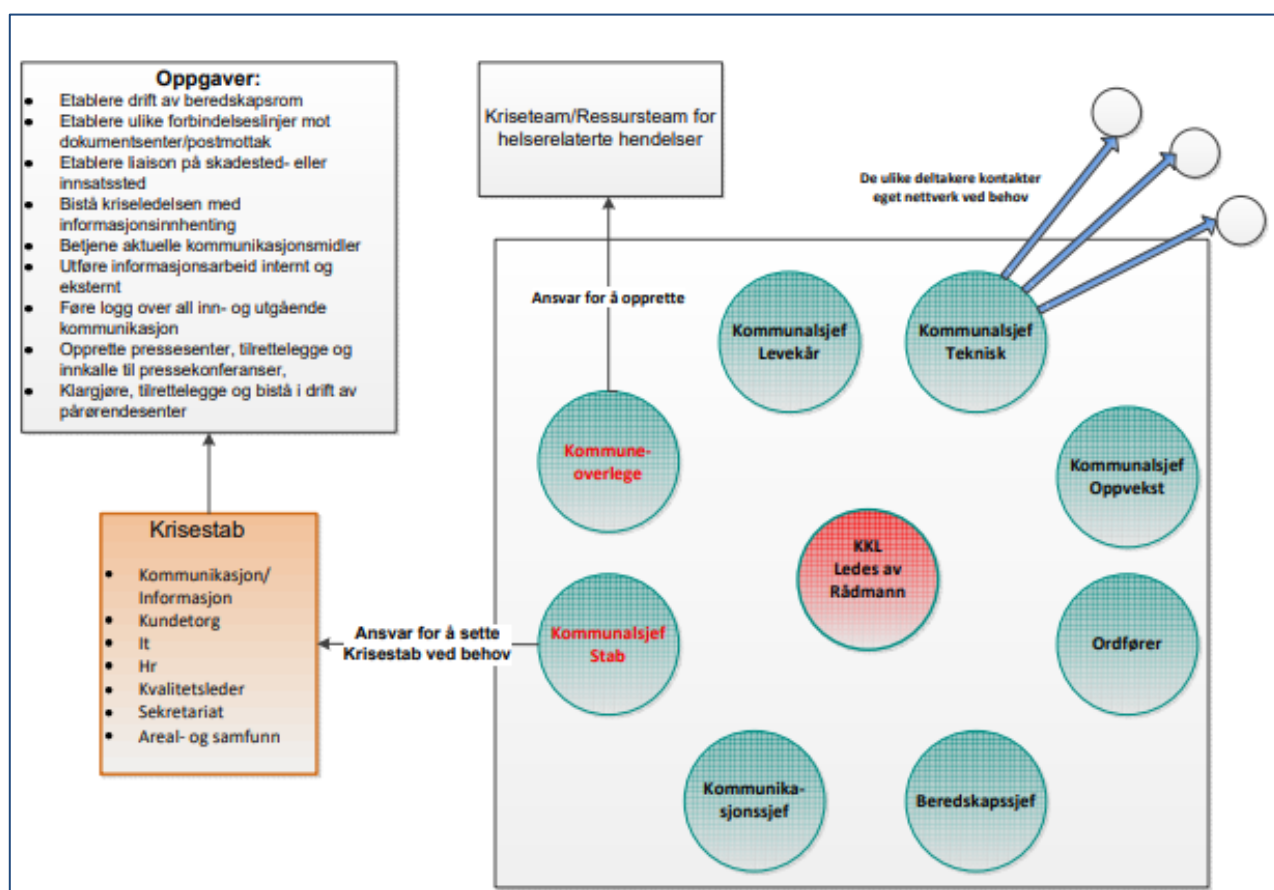 Oppgaver:
● Etablere drift av beredskapsrom
● Etablere ulike forbindelseslinjer mot
dokumentsenter/postmottak
● Etablere liaison på skadested- eller
innsatssted
● Bistå kriseledelsen med
informasjonsinnhenting
● Betjene aktuelle kommunikasjonsmidler
● Utføre informasjonsarbeid internt og
eksternt
● Føre logg over all inn- og utgående
kommunikasjon
● Opprette pressesenter, tilrettelegge og
innkalle til pressekonferanser,
● Klargjøre, tilrettelegge og bistå i drift av
pårørendesenter
Kriseteam/Ressursteam for
helserelaterte hendelser
De ulike deltakere kontakter
eget nettverk ved behov
Ansvar for å opprette
Kommunalsjef
Levekår
Kommunalsjef
Teknisk
Kommune-
overlege
Kommunalsjef
Oppvekst
KKL
Ledes av
Rådmann
Krisestab
● Kommunikasjon/
Informasjon
● Kundetorg
● It
● Hr
● Kvalitetsleder
● Sekretariat
● Areal- og samfunn
Ansvar for å sette
Krisestab ved behov
Kommunalsjef
Stab
Ordfører
Kommunika-
sjonssjef
Beredskapssjef